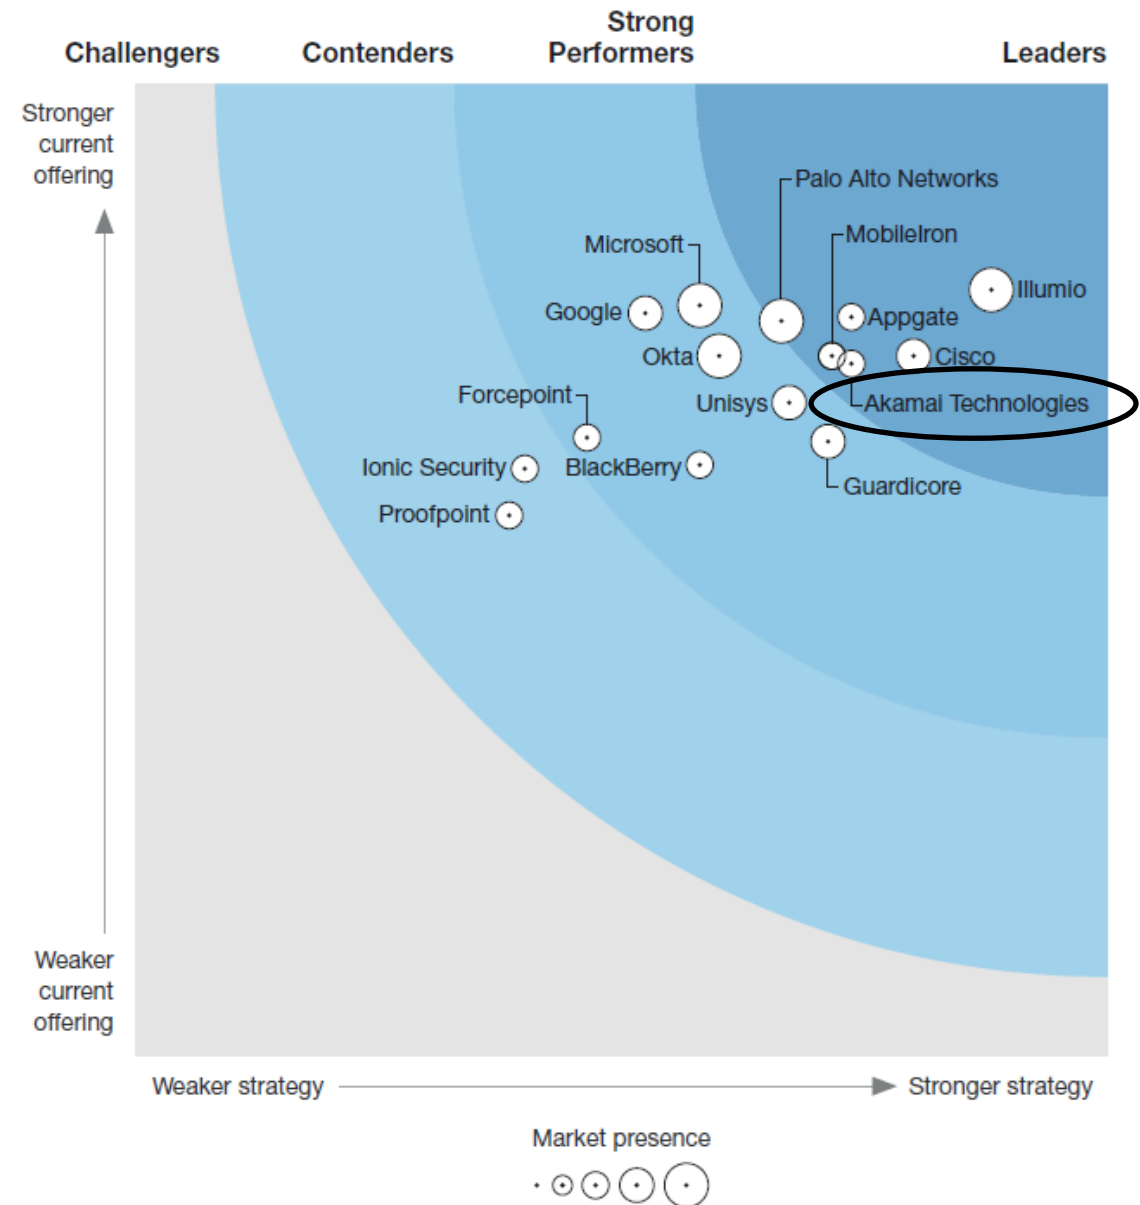 Strong
Challengers Contenders Performers Leaders
Stronger
current
offering
Palo Alto Networks
MobileIron
Microsoft
Illumio
Google
Appgate
Okta
Cisco
Forcepoint
Unisys
Akamai Technologies
Ionic Security
BlackBerry
Guardicore
Proofpoint
Weaker
current
offering
Weaker strategy
Stronger strategy
Market presence